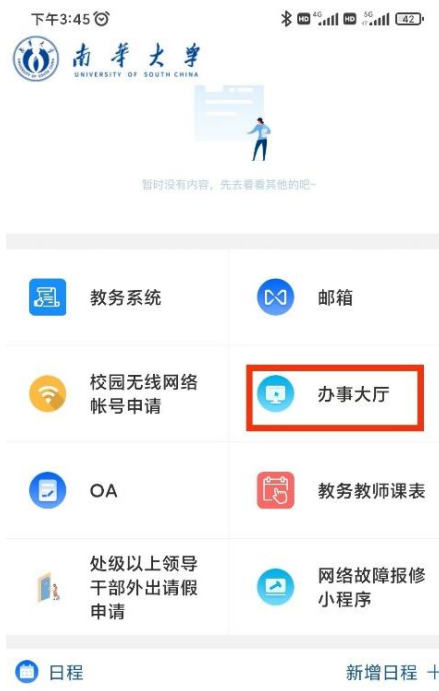 下午3:45
4G
HD
5G
HD
42
南华大学
UNIVERSITY OF SOUTH CHINA
暂时没有内容，先去看看其他的吧~
教务系统
邮箱
校园无线网络
帐号申请
办事大厅
OA
教务教师课表
处级以上领导
干部外出请假
申请
网络故障报修
小程序
日程
新增日程 +